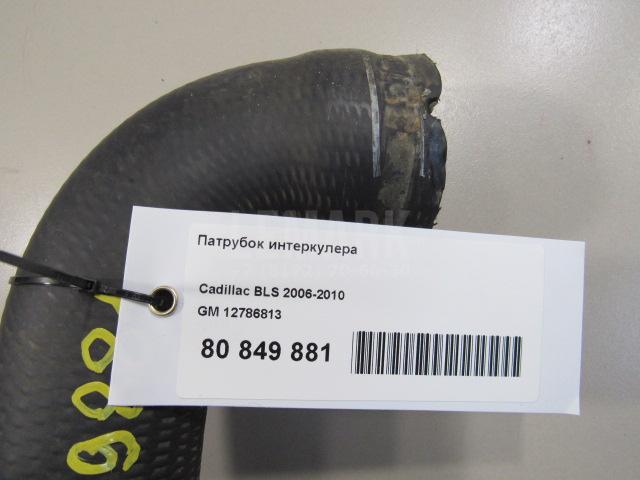 Патрубок интеркулера
Cadillac BLS 2006-2010
GM 12786813
80 849 881